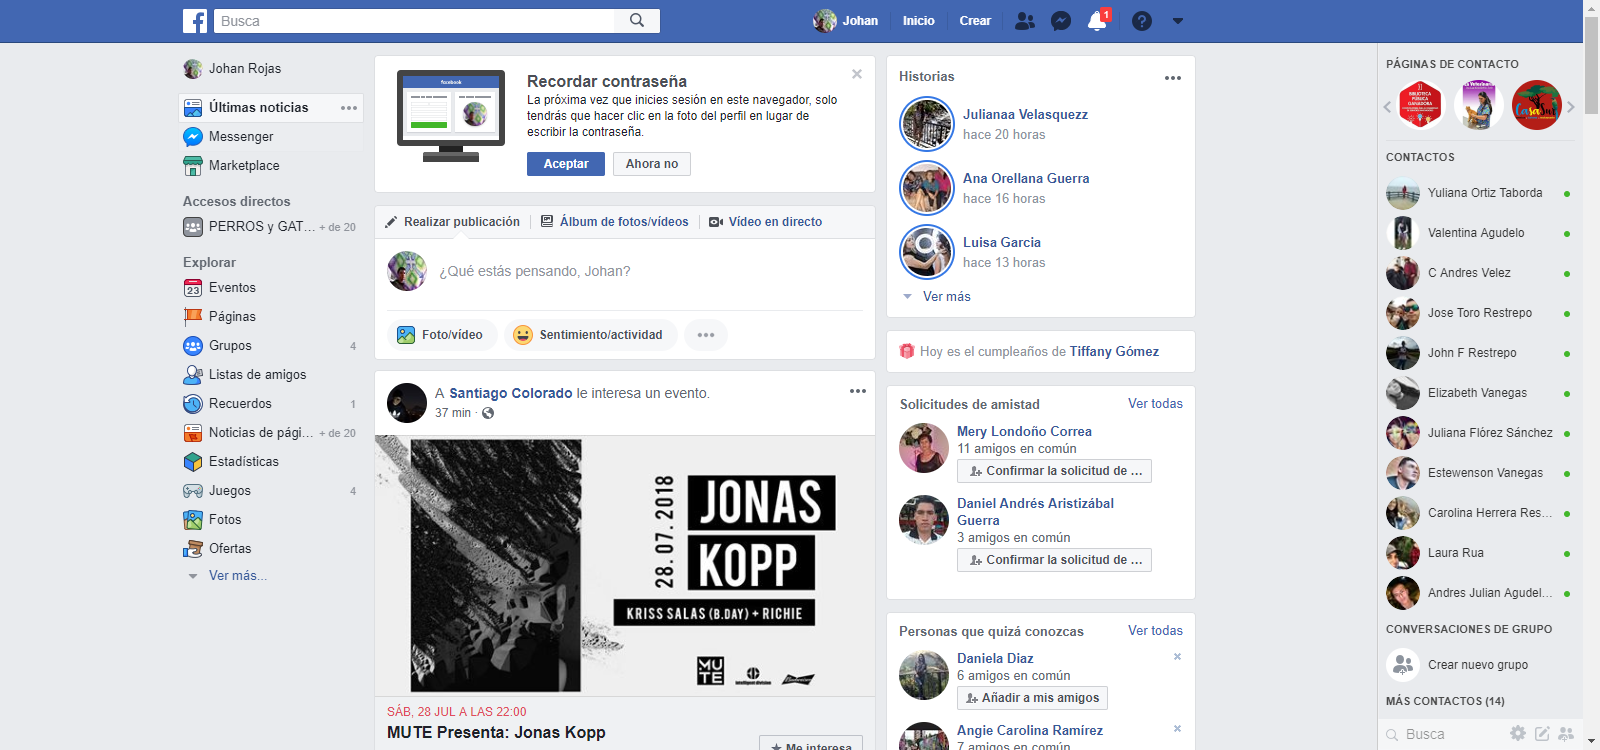 Busca
Johan
Inicio
Crear
1
Johan Rojas
Últimas noticias
Messenger
Marketplace
Accesos directos
PERROS y GAT... + de 20
Explorar
23
Eventos
Páginas
Grupos 4
Listas de amigos
Recuerdos 1
Noticias de pági... + de 20
Estadísticas
Juegos 4
Fotos
Ofertas
Ver más...
facebook
Recordar contraseña
La próxima vez que inicies sesión en este navegador, solo
tendrás que hacer clic en la foto del perfil en lugar de
escribir la contraseña.
Aceptar
Ahora no
Realizar publicación
Álbum de fotos/vídeos
Vídeo en directo
¿Qué estás pensando, Johan?
Foto/vídeo
Sentimiento/actividad
A Santiago Colorado le interesa un evento.
37 min ·
28.07.2018
JONAS
KOPP
KRISS SALAS (B.DAY) + RICHIE
MUTE
intelligent division
Budweiser
SÁB, 28 JUL A LAS 22:00
MUTE Presenta: Jonas Kopp
Me interesa
Historias
Julianaa Velasquezz
hace 20 horas
Ana Orellana Guerra
hace 16 horas
Luisa Garcia
hace 13 horas
Ver más
Hoy es el cumpleaños de Tiffany Gómez
Solicitudes de amistad
Ver todas
Mery Londoño Correa
11 amigos en común
Confirmar la solicitud de ...
Daniel Andrés Aristizábal
Guerra
3 amigos en común
Confirmar la solicitud de ...
Personas que quizá conozcas
Ver todas
Daniela Diaz
6 amigos en común
Añadir a mis amigos
Angie Carolina Ramírez
7 amigos en común
PÁGINAS DE CONTACTO
BIBLIOTECA
PÚBLICA
GANADORA
CONTACTOS
Yuliana Ortiz Taborda
Valentina Agudelo
C Andres Velez
Jose Toro Restrepo
John F Restrepo
Elizabeth Vanegas
Juliana Flórez Sánchez
Estewenson Vanegas
Carolina Herrera Res...
Laura Rua
Andres Julian Agudel...
CONVERSACIONES DE GRUPO
Crear nuevo grupo
MÁS CONTACTOS (14)
Busca